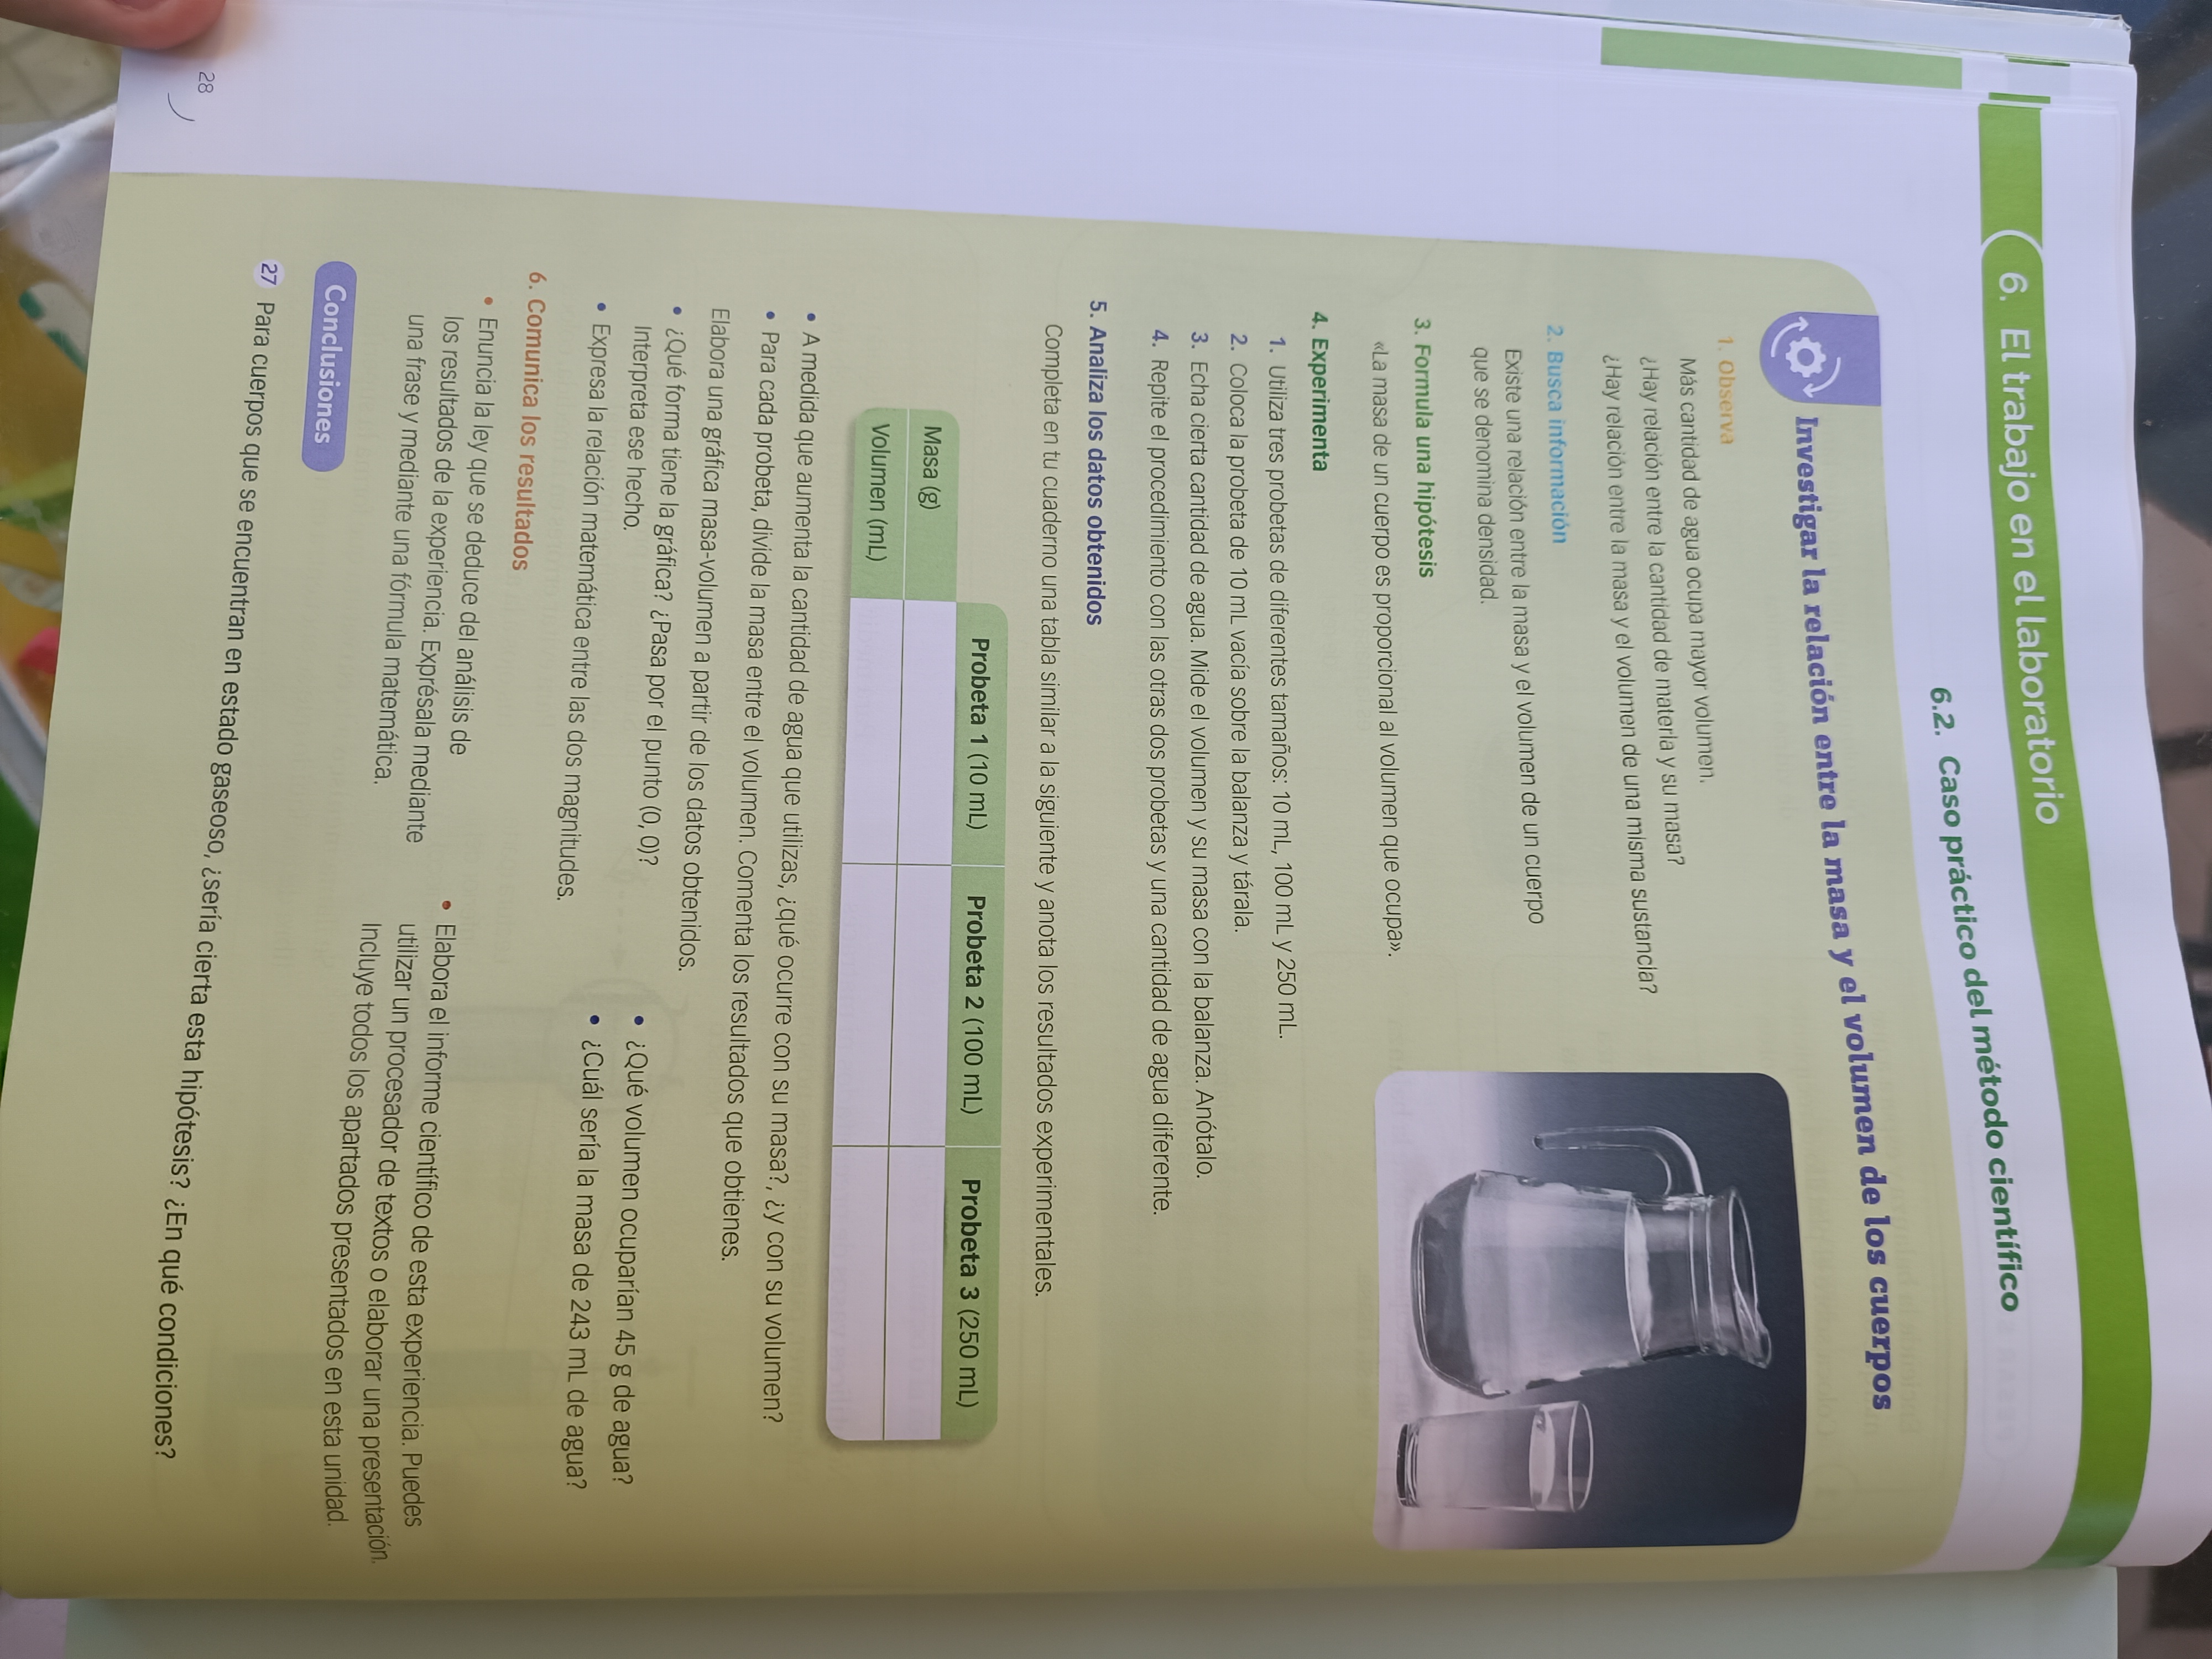 6. El trabajo en el laboratorio
6.2. Caso práctico del método científico
Investigar la relación entre la masa y el volumen de los cuerpos
1. Observa
Más cantidad de agua ocupa mayor volumen.
¿Hay relación entre la cantidad de materia y su masa?
¿Hay relación entre la masa y el volumen de una misma sustancia?
2. Busca información
Existe una relación entre la masa y el volumen de un cuerpo
que se denomina densidad.
3. Formula una hipótesis
«La masa de un cuerpo es proporcional al volumen que ocupa».
4. Experimenta
1. Utiliza tres probetas de diferentes tamaños: 10 mL, 100 mL y 250 mL.
2. Coloca la probeta de 10 mL vacía sobre la balanza y tárala.
3. Echa cierta cantidad de agua. Mide el volumen y su masa con la balanza. Anótalo.
4. Repite el procedimiento con las otras dos probetas y una cantidad de agua diferente.
5. Analiza los datos obtenidos
Completa en tu cuaderno una tabla similar a la siguiente y anota los resultados experimentales.
Probeta 1 (10 mL) Probeta 2 (100 mL) Probeta 3 (250 mL)
Masa (g)
Volumen (mL)
• A medida que aumenta la cantidad de agua que utilizas, ¿qué ocurre con su masa?, ¿y con su volumen?
• Para cada probeta, divide la masa entre el volumen. Comenta los resultados que obtienes.
Elabora una gráfica masa-volumen a partir de los datos obtenidos.
• ¿Qué forma tiene la gráfica? ¿Pasa por el punto (0, 0)?
Interpreta ese hecho.
• Expresa la relación matemática entre las dos magnitudes.
• ¿Qué volumen ocuparían 45 g de agua?
• ¿Cuál sería la masa de 243 mL de agua?
6. Comunica los resultados
• Enuncia la ley que se deduce del análisis de
los resultados de la experiencia. Exprésala mediante
una frase y mediante una fórmula matemática.
• Elabora el informe científico de esta experiencia. Puedes
utilizar un procesador de textos o elaborar una presentación.
Incluye todos los apartados presentados en esta unidad.
Conclusiones
27 Para cuerpos que se encuentran en estado gaseoso, ¿sería cierta esta hipótesis? ¿En qué condiciones?
28